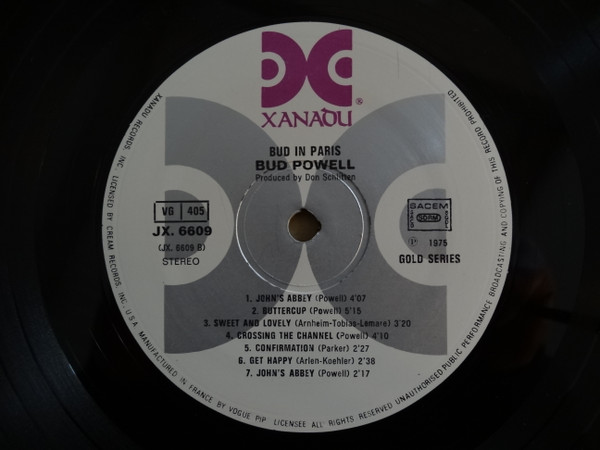 XANADU ®
BUD IN PARIS
BUD POWELL
Produced by Don Schlitten
VG 405
JX. 6609
(JX. 6609 B)
STEREO
SACEM
SACD SDRM SGDL
Ⓟ 1975
GOLD SERIES
1. JOHN'S ABBEY (Powell) 4'07
2. BUTTERCUP (Powell) 5'15
3. SWEET AND LOVELY (Arnheim-Tobias-Lemare) 3'20
4. CROSSING THE CHANNEL (Powell) 4'10
5. CONFIRMATION (Parker) 2'27
6. GET HAPPY (Arlen-Koehler) 2'38
7. JOHN'S ABBEY (Powell) 2'17
XANADU RECORDS, INC. LICENSED BY CREAM RECORDS, INC. U.S.A. MANUFACTURED IN FRANCE BY VOGUE PIP. LICENSEE ALL RIGHTS RESERVED UNAUTHORISED PUBLIC PERFORMANCE BROADCASTING AND COPYING OF THIS RECORD PROHIBITED